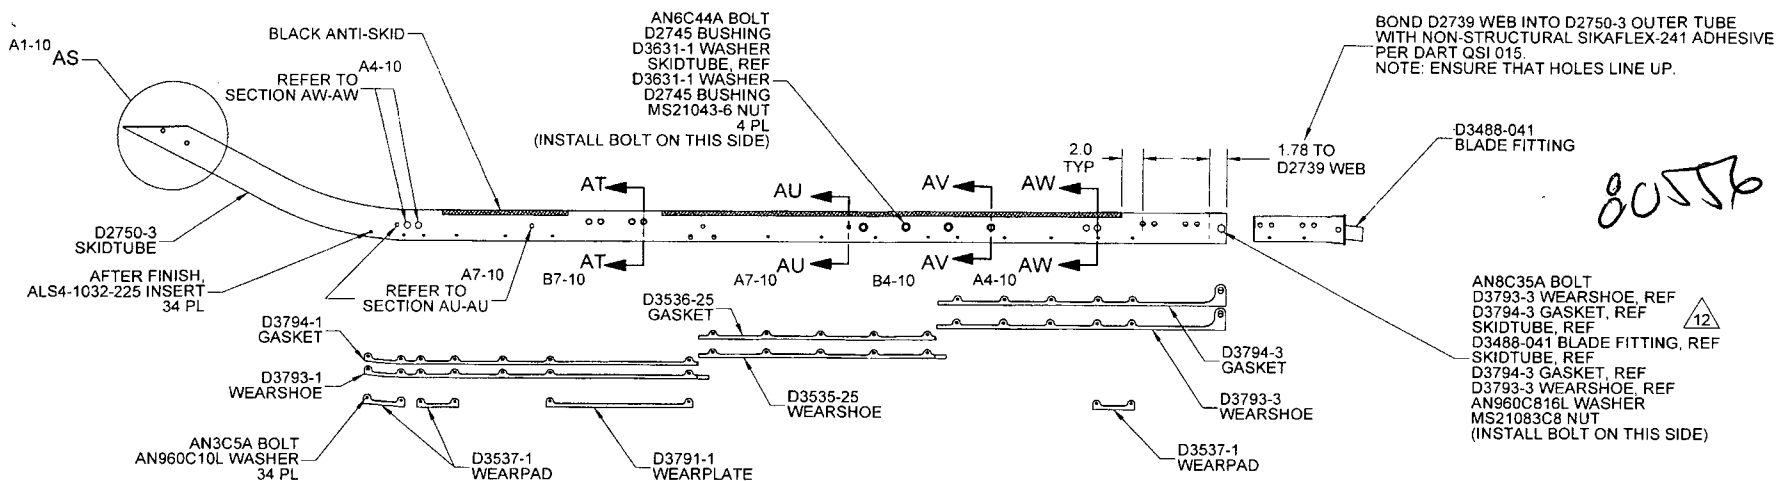 A1-10
AS
BLACK ANTI-SKID
A4-10
REFER TO
SECTION AW-AW
AN6C44A BOLT
D2745 BUSHING
D3631-1 WASHER
SKIDTUBE, REF
D3631-1 WASHER
D2745 BUSHING
MS21043-6 NUT
4 PL
(INSTALL BOLT ON THIS SIDE)
BOND D2739 WEB INTO D2750-3 OUTER TUBE
WITH NON-STRUCTURAL SIKAFLEX-241 ADHESIVE
PER DART QSI 015.
NOTE: ENSURE THAT HOLES LINE UP.
2.0
TYP
1.78 TO
D2739 WEB
D3488-041
BLADE FITTING
80556
AT
AU
AV
AW
D2750-3
SKIDTUBE
AFTER FINISH,
ALS4-1032-225 INSERT
34 PL
REFER TO
SECTION AU-AU
A7-10
B7-10
AT
A7-10
AU
B4-10
AV
A4-10
AW
D3794-1
GASKET
D3793-1
WEARSHOE
AN3C5A BOLT
AN960C10L WASHER
34 PL
D3537-1
WEARPAD
D3791-1
WEARPLATE
D3536-25
GASKET
D3535-25
WEARSHOE
D3794-3
GASKET
D3793-3
WEARSHOE
D3537-1
WEARPAD
AN8C35A BOLT
D3793-3 WEARSHOE, REF
D3794-3 GASKET, REF
SKIDTUBE, REF
D3488-041 BLADE FITTING, REF
SKIDTUBE, REF
D3794-3 GASKET, REF
D3793-3 WEARSHOE, REF
AN960C816L WASHER
MS21083C8 NUT
(INSTALL BOLT ON THIS SIDE)
12